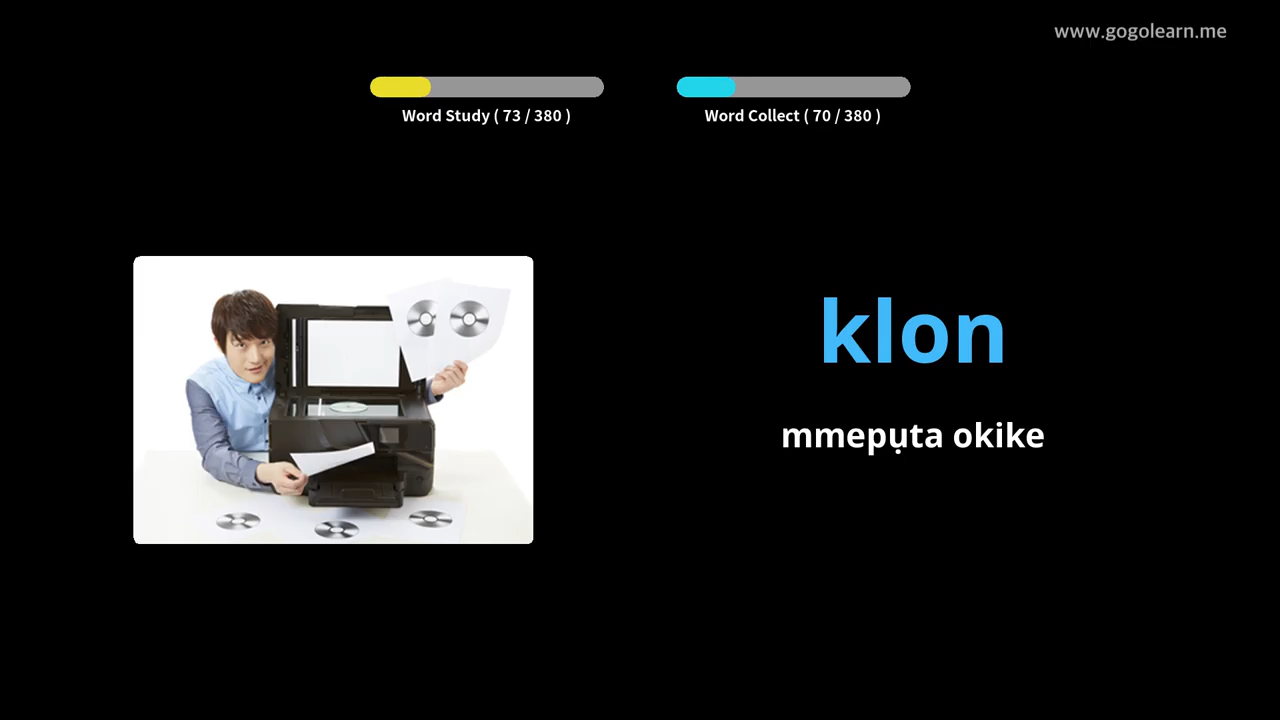 www.gogolearn.me
Word Study ( 73 / 380 )
Word Collect ( 70 / 380 )
klon
mmepụta okike